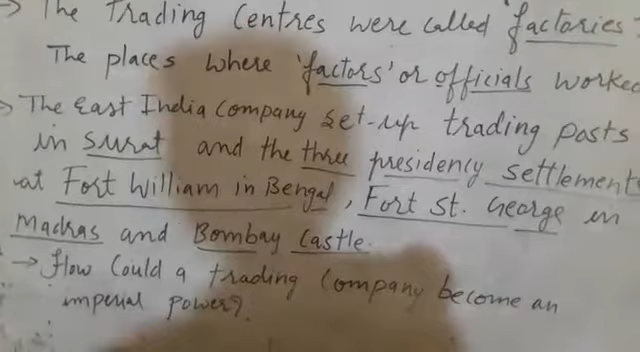 → The Trading Centres were called 'factories'.
The places where 'factors' or officials worked
→ The East India Company set-up trading posts
in Surat and the three presidency settlements
at Fort William in Bengal, Fort St. George in
Madras and Bombay Castle.
→ How Could a trading Company become an
imperial power?